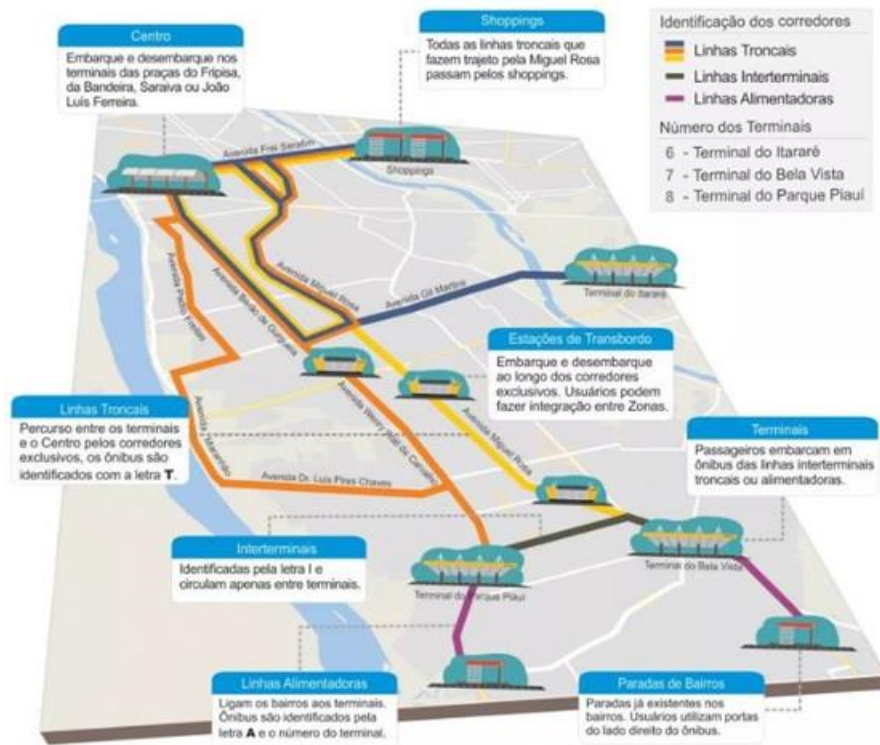 Centro
Embarque e desembarque nos
terminais das praças do Fripisa,
da Bandeira, Saraiva ou João
Luís Ferreira.
Shoppings
Todas as linhas troncais que
fazem trajeto pela Miguel Rosa
passam pelos shoppings.
Identificação dos corredores
Linhas Troncais
Linhas Interterminais
Linhas Alimentadoras
Número dos Terminais
6 - Terminal do Itararé
7 - Terminal do Bela Vista
8 - Terminal do Parque Piauí
Avenida Frei Serafim
Shoppings
Avenida Miguel Rosa
Avenida Gil Martins
Terminal do Itararé
Avenida Pedro Freitas
Avenida Barão de Gurguéia
Estações de Transbordo
Embarque e desembarque
ao longo dos corredores
exclusivos. Usuários podem
fazer integração entre Zonas.
Linhas Troncais
Percurso entre os terminais
e o Centro pelos corredores
exclusivos, os ônibus são
identificados com a letra T.
Avenida Maranhão
Avenida Dr. Luís Pires Chaves
Avenida Wenry Wall de Carvalho
Avenida Miguel Rosa
Terminais
Passageiros embarcam em
ônibus das linhas interterminais
troncais ou alimentadoras.
Interterminais
Identificadas pela letra I e
circulam apenas entre terminais.
Terminal do Parque Piauí
Terminal do Bela Vista
Linhas Alimentadoras
Ligam os bairros aos terminais.
Ônibus são identificados pela
letra A e o número do terminal.
Paradas de Bairros
Paradas já existentes nos
bairros. Usuários utilizam portas
do lado direito do ônibus.